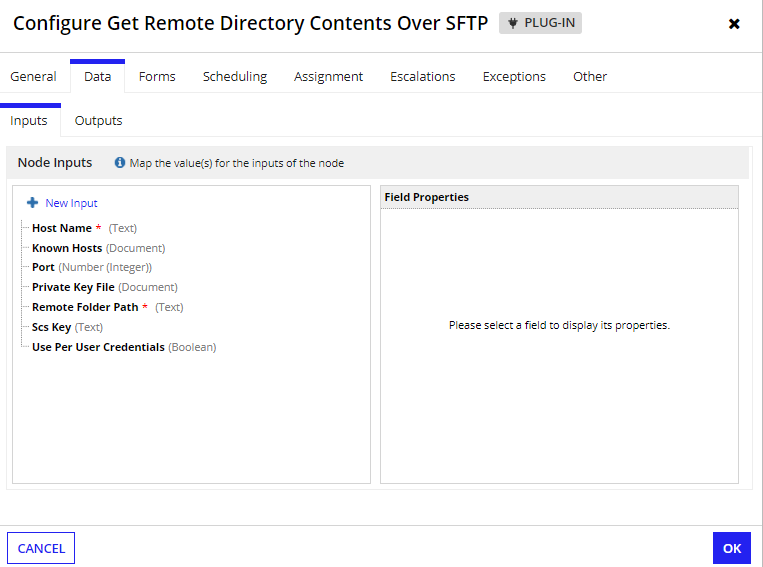 Configure Get Remote Directory Contents Over SFTP PLUG-IN
General Data Forms Scheduling Assignment Escalations Exceptions Other
Inputs Outputs
Node Inputs Map the value(s) for the inputs of the node
New Input
Host Name * (Text)
Known Hosts (Document)
Port (Number (Integer))
Private Key File (Document)
Remote Folder Path * (Text)
Scs Key (Text)
Use Per User Credentials (Boolean)
Field Properties
Please select a field to display its properties.
CANCEL OK